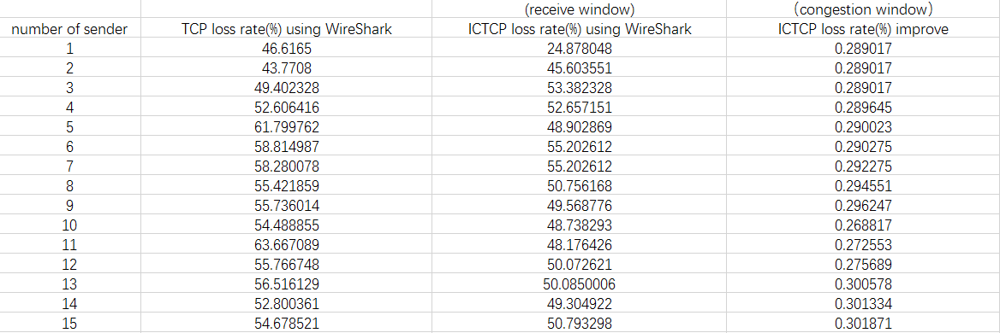 (receive window) (congestion window)
number of sender TCP loss rate(%) using WireShark ICTCP loss rate(%) using WireShark ICTCP loss rate(%) improve
1 46.6165 24.878048 0.289017
2 43.7708 45.603551 0.289017
3 49.402328 53.382328 0.289017
4 52.606416 52.657151 0.289645
5 61.799762 48.902869 0.290023
6 58.814987 55.202612 0.290275
7 58.280078 55.202612 0.292275
8 55.421859 50.756168 0.294551
9 55.736014 49.568776 0.296247
10 54.488855 48.738293 0.268817
11 63.667089 48.176426 0.272553
12 55.766748 50.072621 0.275689
13 56.516129 50.0850006 0.300578
14 52.800361 49.304922 0.301334
15 54.678521 50.793298 0.301871